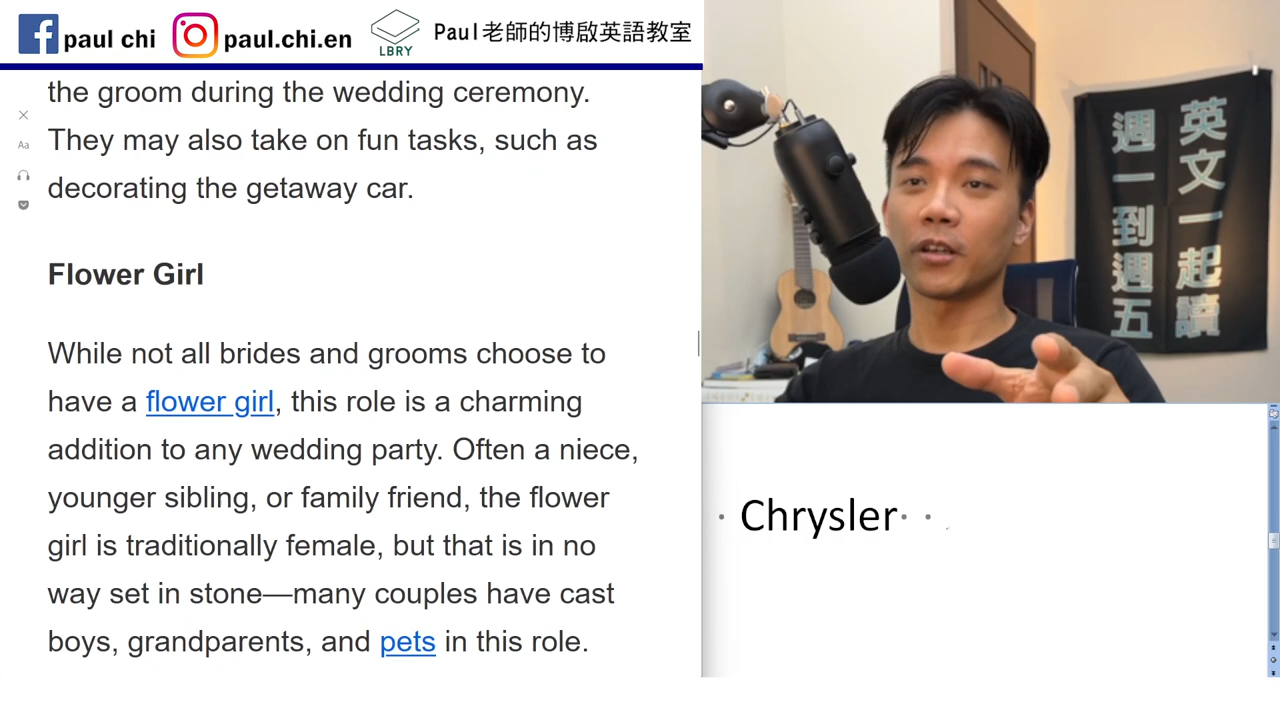 paul chi
paul.chi.en
LBRY
Paul老師的博啟英語教室
the groom during the wedding ceremony.
They may also take on fun tasks, such as
decorating the getaway car.
Flower Girl
While not all brides and grooms choose to
have a flower girl, this role is a charming
addition to any wedding party. Often a niece,
younger sibling, or family friend, the flower
girl is traditionally female, but that is in no
way set in stone—many couples have cast
boys, grandparents, and pets in this role.
Aa
英文一起讀
週一到週五
Chrysler